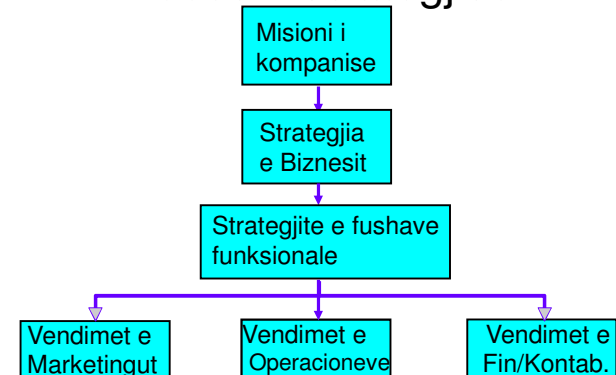 Misioni i
kompanise
Strategjia
e Biznesit
Strategjite e fushave
funksionale
Vendimet e
Marketingut
Vendimet e
Operacioneve
Vendimet e
Fin/Kontab.